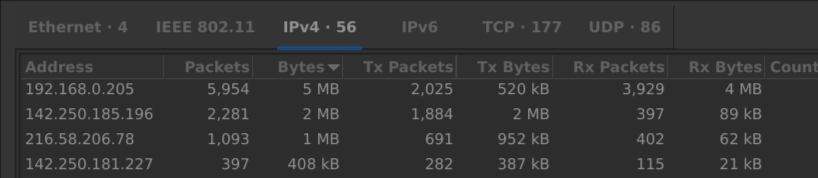 Ethernet · 4 IEEE 802.11 IPv4 · 56 IPv6 TCP · 177 UDP · 86
Address Packets Bytes Tx Packets Tx Bytes Rx Packets Rx Bytes Count
192.168.0.205 5,954 5 MB 2,025 520 kB 3,929 4 MB
142.250.185.196 2,281 2 MB 1,884 2 MB 397 89 kB
216.58.206.78 1,093 1 MB 691 952 kB 402 62 kB
142.250.181.227 397 408 kB 282 387 kB 115 21 kB